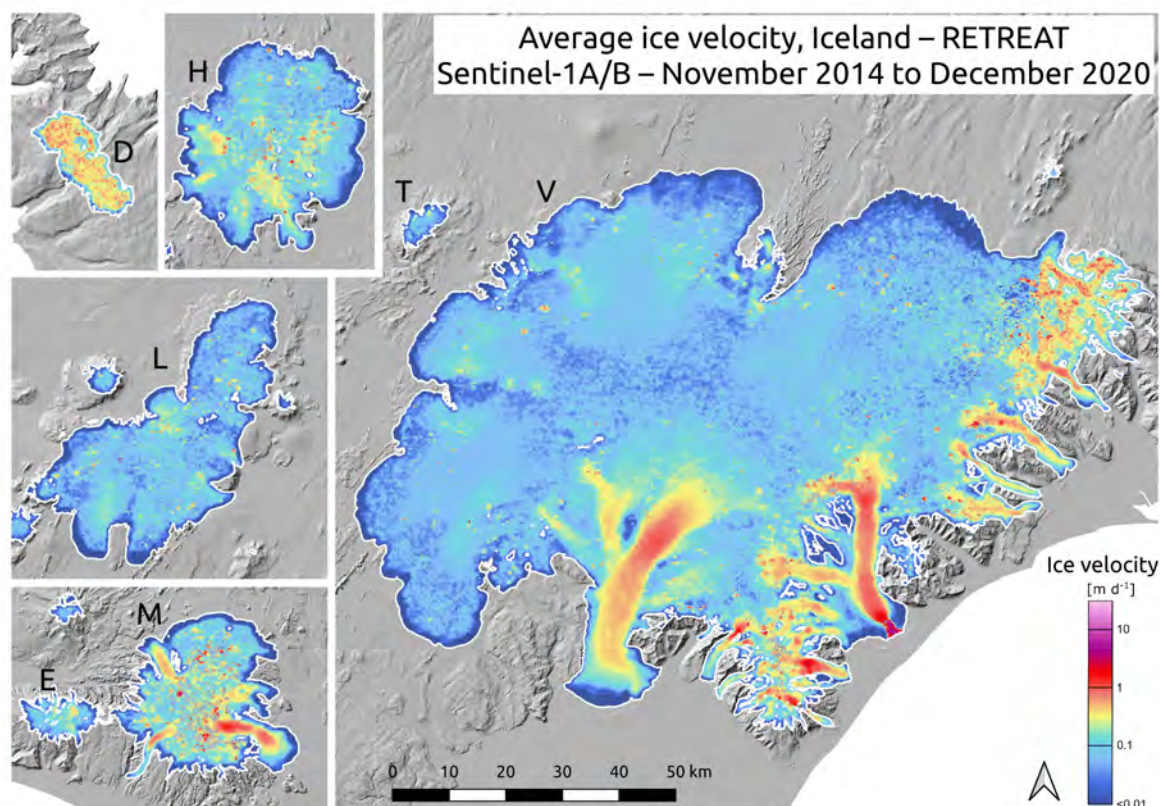 Average ice velocity, Iceland – RETREAT
Sentinel-1A/B – November 2014 to December 2020
D
H
T
V
L
M
E
Ice velocity
[m d⁻¹]
10
1
0.1
<0.01
0 10 20 30 40 50 km